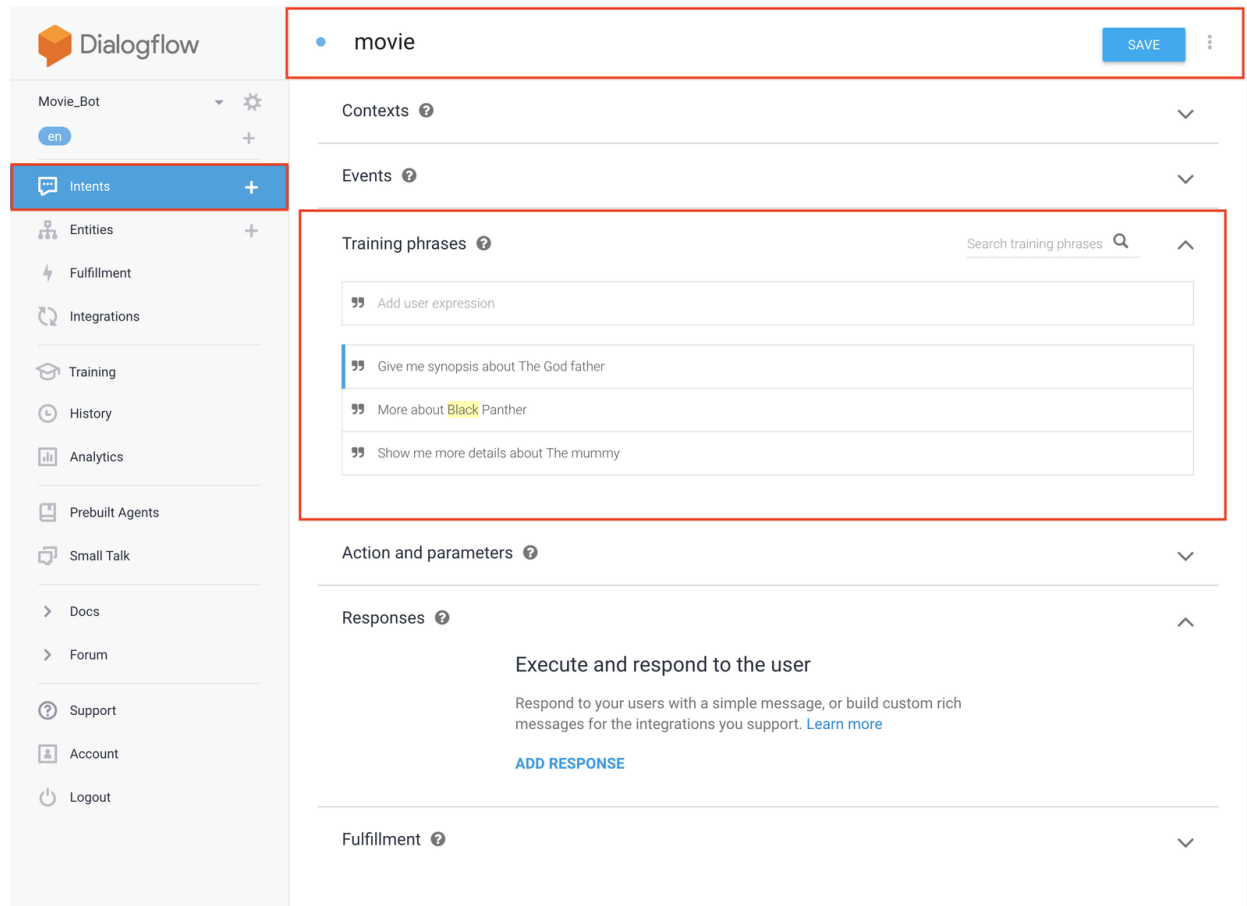 Dialogflow
movie
SAVE
Movie_Bot
en
Intents
Entities
Fulfillment
Integrations
Training
History
Analytics
Prebuilt Agents
Small Talk
Docs
Forum
Support
Account
Logout
Contexts
Events
Training phrases
Search training phrases
Add user expression
Give me synopsis about The God father
More about Black Panther
Show me more details about The mummy
Action and parameters
Responses
Execute and respond to the user
Respond to your users with a simple message, or build custom rich
messages for the integrations you support. Learn more
ADD RESPONSE
Fulfillment